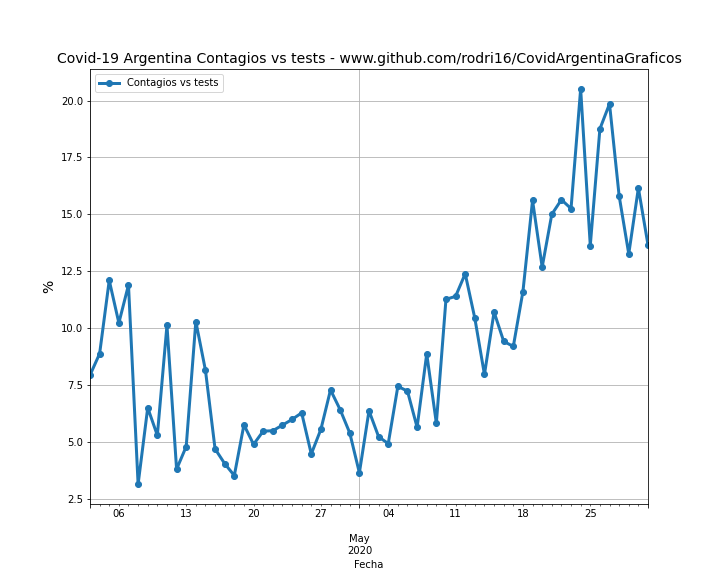 Covid-19 Argentina Contagios vs tests - www.github.com/rodri16/CovidArgentinaGraficos
Contagios vs tests
20.0
17.5
15.0
12.5
10.0
7.5
5.0
2.5
%
06 13 20 27 04 11 18 25
May
2020
Fecha